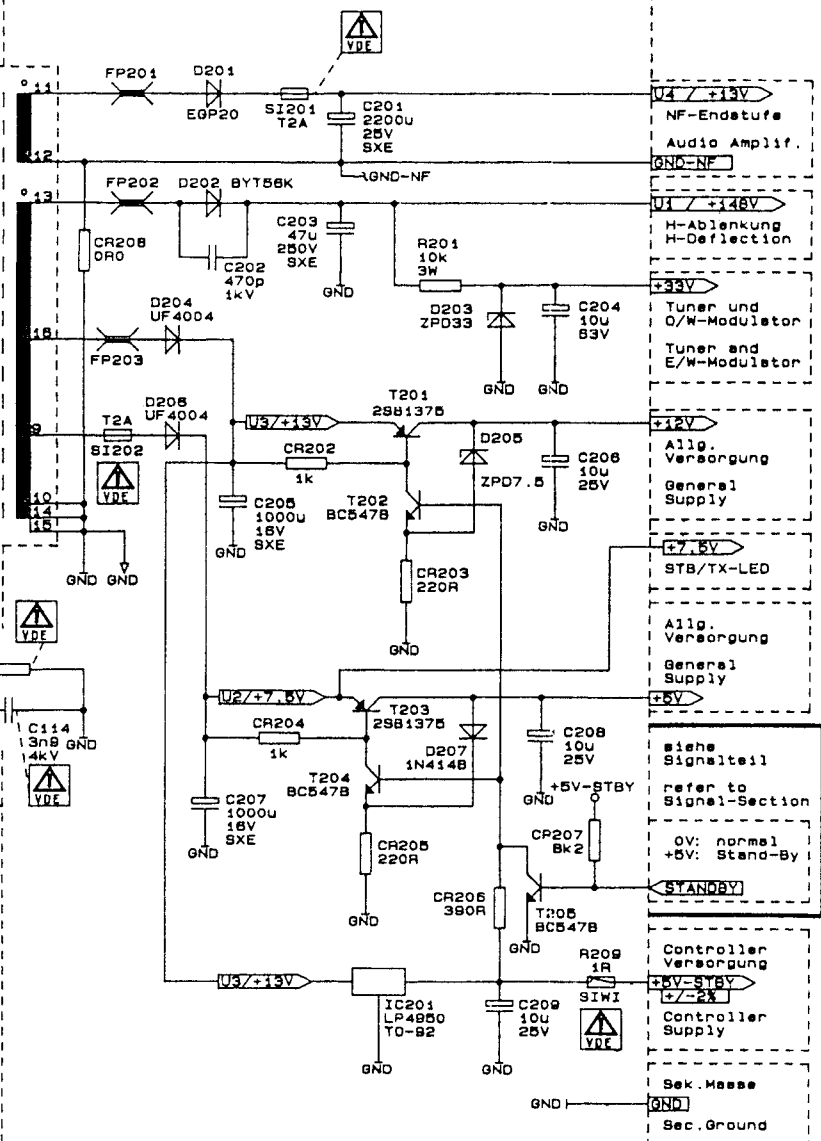 VDE
11
FP201
D201
EGP20
SI201
T2A
C201
2200u
25V
SXE
U4 / +13V
NF-Endstufe
Audio Amplif.
12
GND-NF
GND-NF
13
FP202
D202 BYT56K
U1 / +148V
H-Ablenkung
H-Deflection
CR208
0R0
C202
470p
1kV
C203
47u
250V
SXE
GND
R201
10k
3W
+33V
D203
ZPD33
C204
10u
63V
Tuner und
O/W-Modulator
Tuner and
E/W-Modulator
GND
GND
D204
UF4004
16
FP203
D206
UF4004
T2A
9
SI202
VDE
U3/+13V
T201
2SB1375
+12V
D205
ZPD7.5
C206
10u
25V
GND
Allg.
Versorgung
General
Supply
CR202
1k
C205
1000u
16V
SXE
GND
T202
BC547B
10
14
15
GND
GND
CR203
220R
GND
+7.5V
STB/TX-LED
VDE
Allg.
Versorgung
General
Supply
U2/+7.5V
+5V
T203
2SB1375
C114
3n9
4kV
GND
VDE
CR204
1k
D207
1N4148
C208
10u
25V
GND
siehe
Signalteil
refer to
Signal-Section
T204
BC547B
+5V-STBY
C207
1000u
16V
SXE
GND
CR207
8k2
0V: normal
+5V: Stand-By
CR205
220R
GND
STANDBY
CR206
390R
T205
BC547B
GND
Controller
Versorgung
U3/+13V
R209
1R
SIWI
VDE
+5V-STBY
+/-2%
Controller
Supply
IC201
LP4950
TO-92
GND
C209
10u
25V
GND
Sek.Masse
GND
GND
Sec.Ground